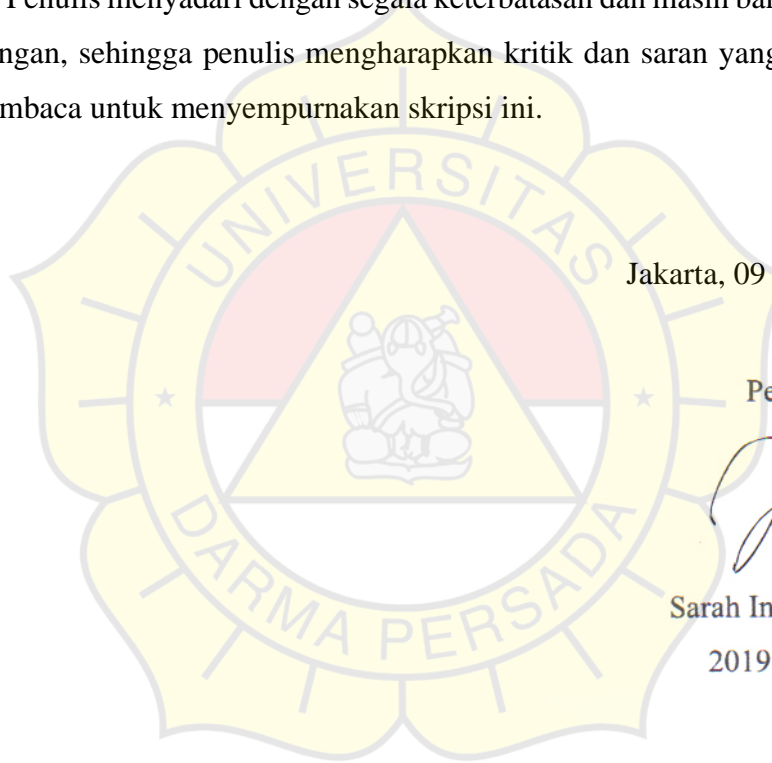 Penulis menyadari dengan segala keterbatasan dan masih
ngan, sehingga penulis mengharapkan kritik dan saran yang
mbaca untuk menyempurnakan skripsi ini.
UNIVERSITAS
Jakarta, 09
Pe
DARMA PERSADA
Sarah In
2019